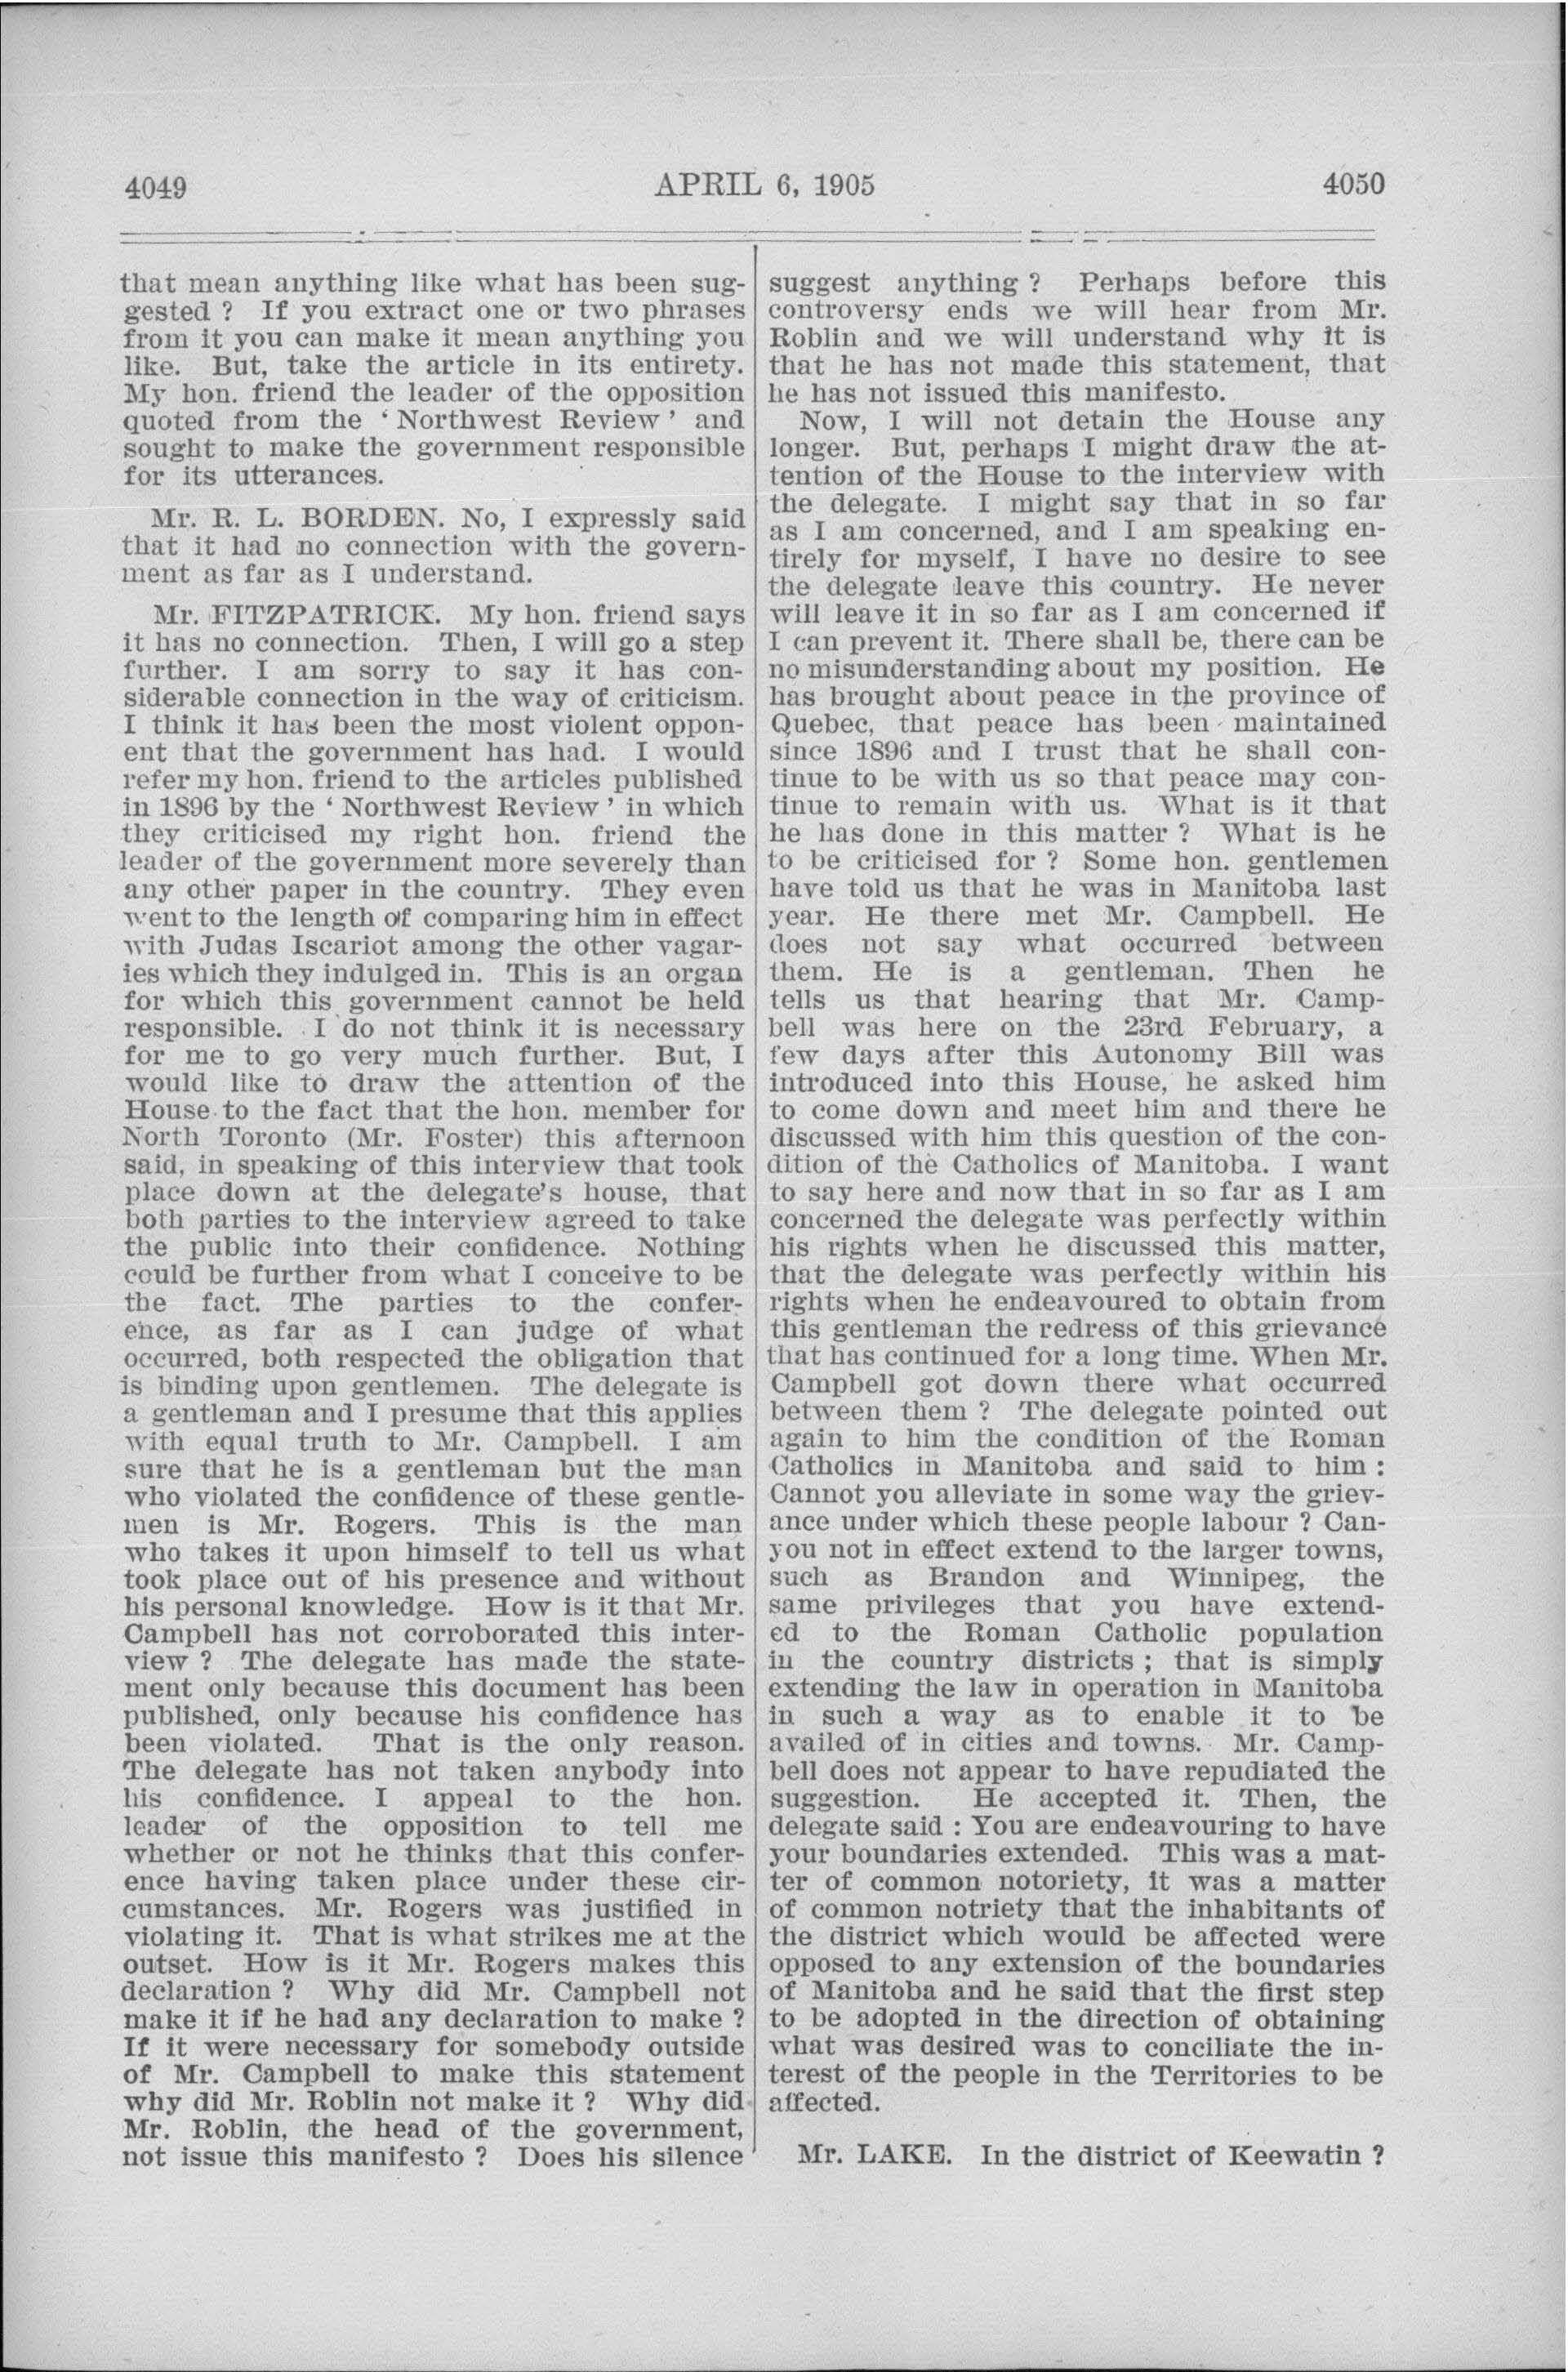 4049
APRIL 6, 1905
4050
that mean anything like what has been sug-
gested ? If you extract one or two phrases
from it you can make it mean anything you
like. But, take the article in its entirety.
My hon. friend the leader of the opposition
quoted from the ‘ Northwest Review ’ and
sought to make the government responsible
for its utterances.
Mr. R. L. BORDEN. No, I expressly said
that it had no connection with the govern-
ment as far as I understand.
Mr. FITZPATRICK. My hon. friend says
it has no connection. Then, I will go a step
further. I am sorry to say it has con-
siderable connection in the way of criticism.
I think it has been the most violent oppon-
ent that the government has had. I would
refer my hon. friend to the articles published
in 1896 by the ‘ Northwest Review ’ in which
they criticised my right hon. friend the
leader of the government more severely than
any other paper in the country. They even
went to the length of comparing him in effect
with Judas Iscariot among the other vagar-
ies which they indulged in. This is an organ
for which this government cannot be held
responsible. I do not think it is necessary
for me to go very much further. But, I
would like to draw the attention of the
House to the fact that the hon. member for
North Toronto (Mr. Foster) this afternoon
said, in speaking of this interview that took
place down at the delegate's house, that
both parties to the interview agreed to take
the public into their confidence. Nothing
could be further from what I conceive to be
the fact. The parties to the confer-
ence, as far as I can judge of what
occurred, both respected the obligation that
is binding upon gentlemen. The delegate is
a gentleman and I presume that this applies
with equal truth to Mr. Campbell. I am
sure that he is a gentleman but the man
who violated the confidence of these gentle-
men is Mr. Rogers. This is the man
who takes it upon himself to tell us what
took place out of his presence and without
his personal knowledge. How is it that Mr.
Campbell has not corroborated this inter-
view ? The delegate has made the state-
ment only because this document has been
published, only because his confidence has
been violated. That is the only reason.
The delegate has not taken anybody into
his confidence. I appeal to the hon.
leader of the opposition to tell me
whether or not he thinks that this confer-
ence having taken place under these cir-
cumstances. Mr. Rogers was justified in
violating it. That is what strikes me at the
outset. How is it Mr. Rogers makes this
declaration ? Why did Mr. Campbell not
make it if he had any declaration to make ?
If it were necessary for somebody outside
of Mr. Campbell to make this statement
why did Mr. Roblin not make it ? Why did
Mr. Roblin, the head of the government,
not issue this manifesto ? Does his silence
suggest anything ? Perhaps before this
controversy ends we will hear from Mr.
Roblin and we will understand why it is
that he has not made this statement, that
he has not issued this manifesto.
Now, I will not detain the House any
longer. But, perhaps I might draw the at-
tention of the House to the interview with
the delegate. I might say that in so far
as I am concerned, and I am speaking en-
tirely for myself, I have no desire to see
the delegate leave this country. He never
will leave it in so far as I am concerned if
I can prevent it. There shall be, there can be
no misunderstanding about my position. He
has brought about peace in the province of
Quebec, that peace has been maintained
since 1896 and I trust that he shall con-
tinue to be with us so that peace may con-
tinue to remain with us. What is it that
he has done in this matter ? What is he
to be criticised for ? Some hon. gentlemen
have told us that he was in Manitoba last
year. He there met Mr. Campbell. He
does not say what occurred between
them. He is a gentleman. Then he
tells us that hearing that Mr. Camp-
bell was here on the 23rd February, a
few days after this Autonomy Bill was
introduced into this House, he asked him
to come down and meet him and there he
discussed with him this question of the con-
dition of the Catholics of Manitoba. I want
to say here and now that in so far as I am
concerned the delegate was perfectly within
his rights when he discussed this matter,
that the delegate was perfectly within his
rights when he endeavoured to obtain from
this gentleman the redress of this grievance
that has continued for a long time. When Mr.
Campbell got down there what occurred
between them ? The delegate pointed out
again to him the condition of the Roman
Catholics in Manitoba and said to him :
Cannot you alleviate in some way the griev-
ance under which these people labour ? Can-
you not in effect extend to the larger towns,
such as Brandon and Winnipeg, the
same privileges that you have extend-
ed to the Roman Catholic population
in the country districts ; that is simply
extending the law in operation in Manitoba
in such a way as to enable it to be
availed of in cities and towns. Mr. Camp-
bell does not appear to have repudiated the
suggestion. He accepted it. Then, the
delegate said : You are endeavouring to have
your boundaries extended. This was a mat-
ter of common notoriety, it was a matter
of common notriety that the inhabitants of
the district which would be affected were
opposed to any extension of the boundaries
of Manitoba and he said that the first step
to be adopted in the direction of obtaining
what was desired was to conciliate the in-
terest of the people in the Territories to be
affected.
Mr. LAKE. In the district of Keewatin ?